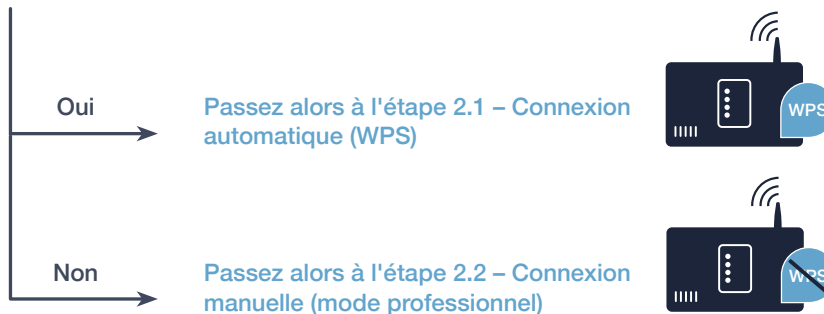 Oui
Passez alors à l'étape 2.1 – Connexion
automatique (WPS)
WPS
Non
Passez alors à l'étape 2.2 – Connexion
manuelle (mode professionnel)
WPS